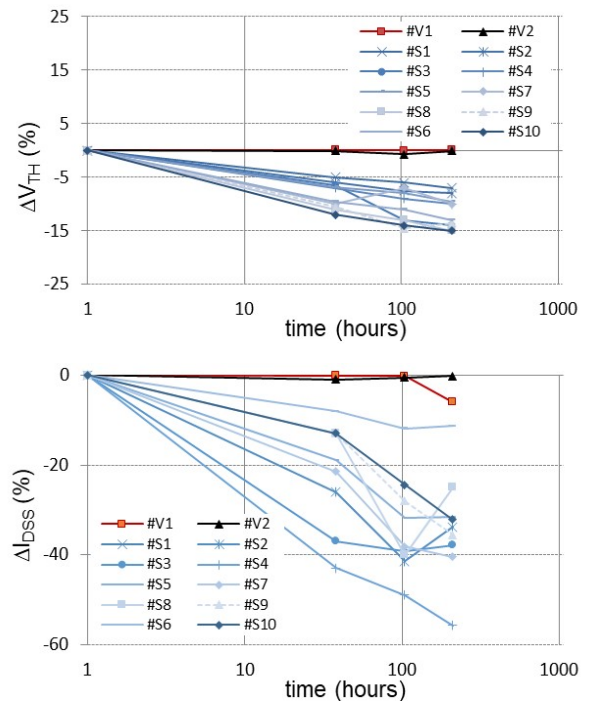 25
15
5
-5
-15
-25
ΔVTH (%)
#V1 #V2
#S1 #S2
#S3 #S4
#S5 #S7
#S8 #S9
#S6 #S10
1 10 100 1000
time (hours)
0
-20
-40
-60
ΔIDSS (%)
#V1 #V2
#S1 #S2
#S3 #S4
#S5 #S7
#S8 #S9
#S6 #S10
1 10 100 1000
time (hours)